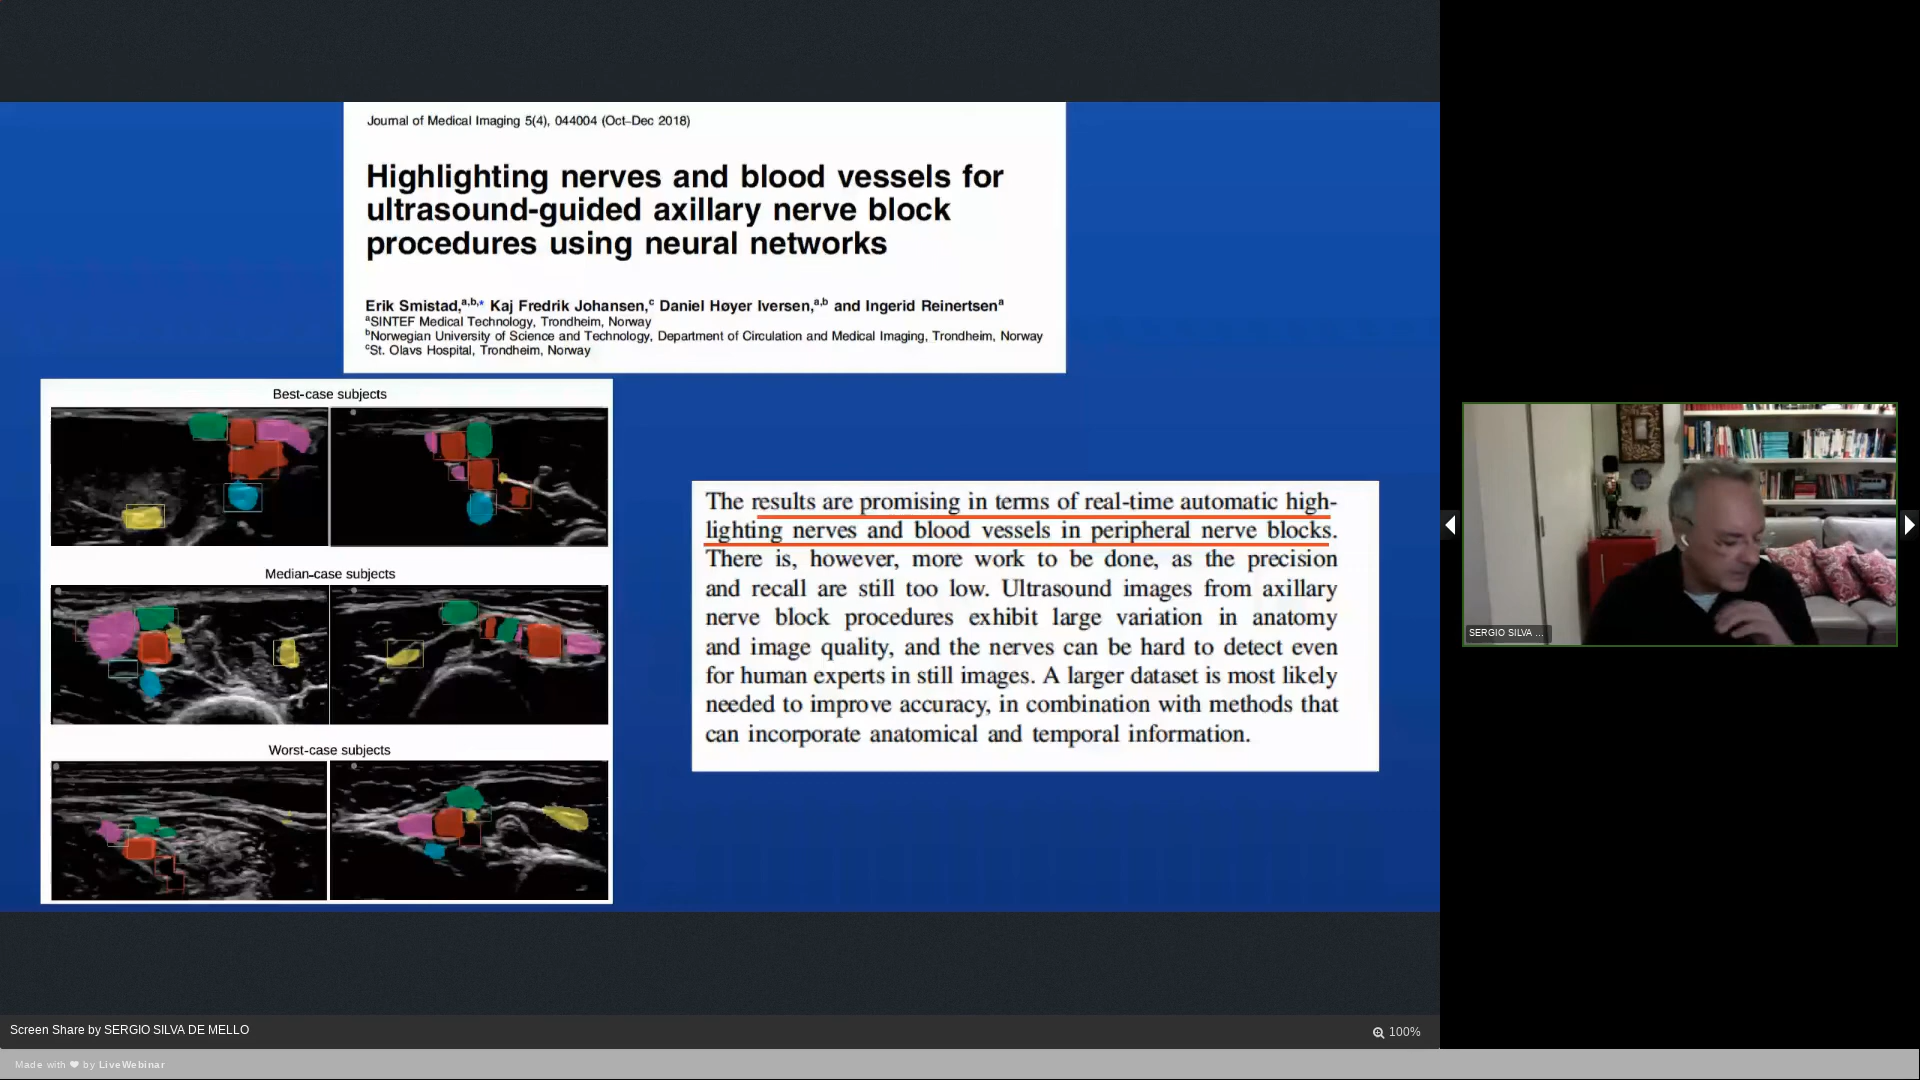 Journal of Medical Imaging 5(4), 044004 (Oct–Dec 2018)
Highlighting nerves and blood vessels for
ultrasound-guided axillary nerve block
procedures using neural networks
Erik Smistad,a,b,* Kaj Fredrik Johansen,c Daniel Høyer Iversen,a,b and Ingerid Reinertsena
aSINTEF Medical Technology, Trondheim, Norway
bNorwegian University of Science and Technology, Department of Circulation and Medical Imaging, Trondheim, Norway
cSt. Olavs Hospital, Trondheim, Norway
Best-case subjects
Median-case subjects
Worst-case subjects
The results are promising in terms of real-time automatic high-
lighting nerves and blood vessels in peripheral nerve blocks.
There is, however, more work to be done, as the precision
and recall are still too low. Ultrasound images from axillary
nerve block procedures exhibit large variation in anatomy
and image quality, and the nerves can be hard to detect even
for human experts in still images. A larger dataset is most likely
needed to improve accuracy, in combination with methods that
can incorporate anatomical and temporal information.
SERGIO SILVA ...
Screen Share by SERGIO SILVA DE MELLO
100%
Made with ❤ by LiveWebinar